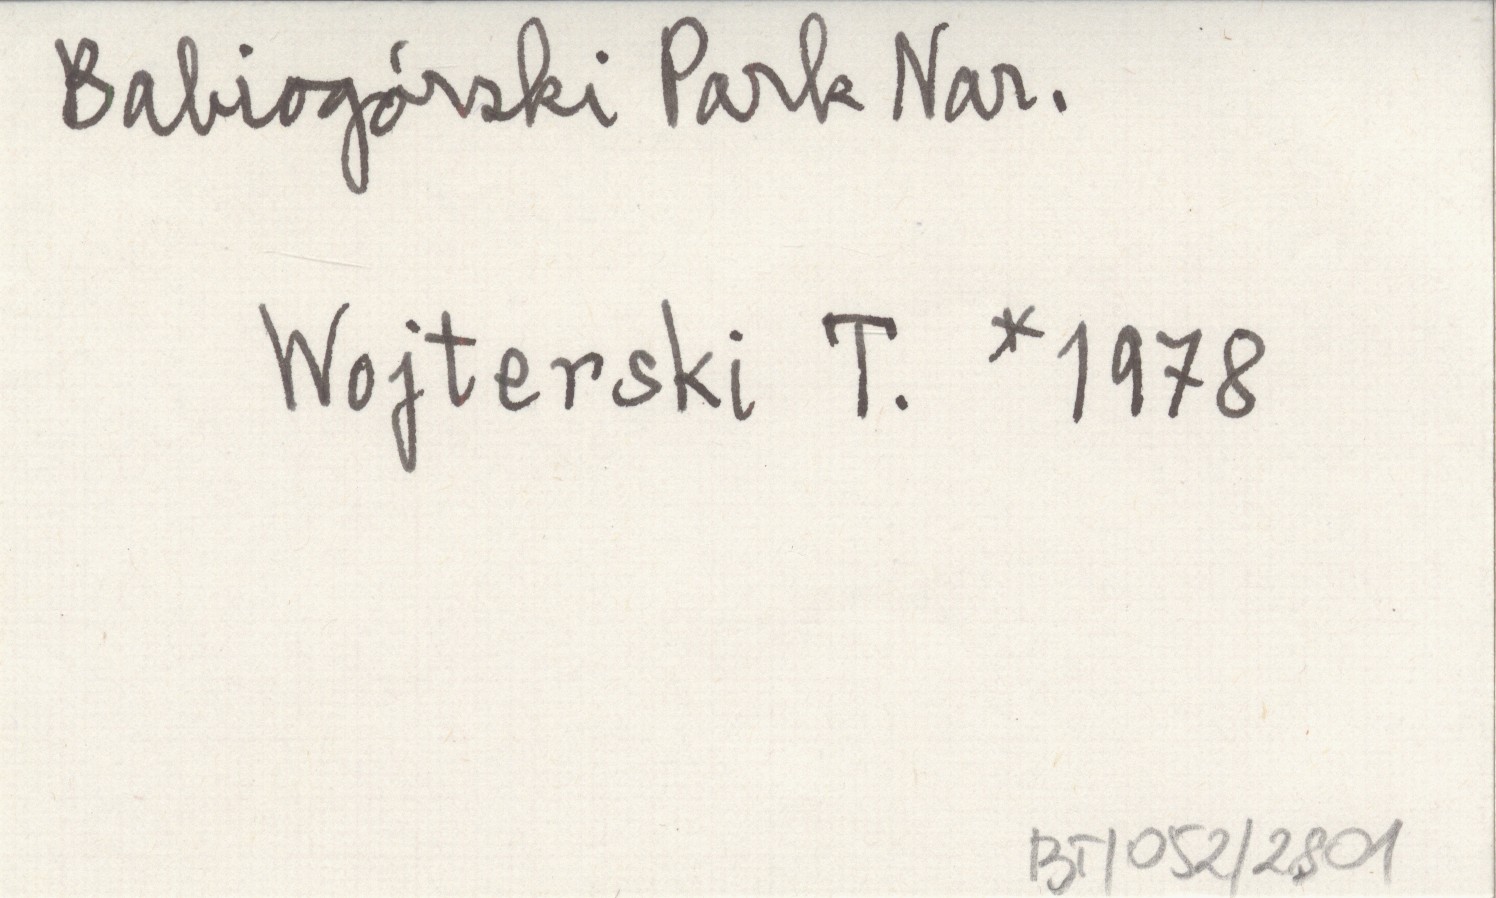 Babiogórski Park Nar.
Wojterski T. *1978
BT/052/2801